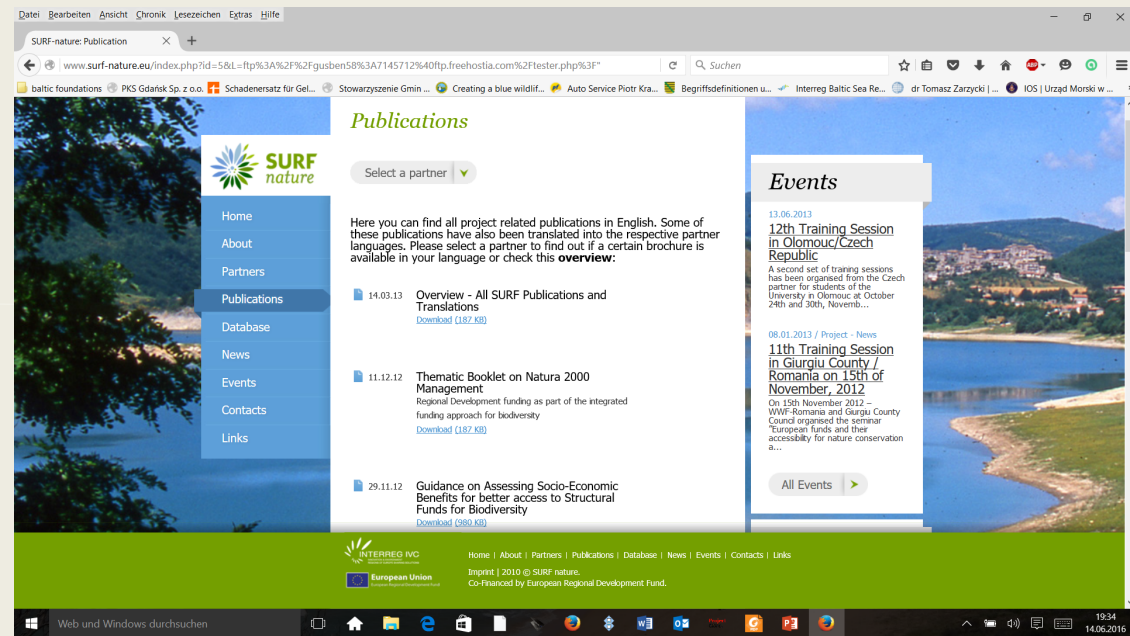 Datei Bearbeiten Ansicht Chronik Lesezeichen Extras Hilfe
SURF-nature: Publication
www.surf-nature.eu/index.php?id=5&L=ftp%3A%2F%2Fgusben58%3A7145712%40ftp.freehostia.com%2Ftester.php%3F"
Suchen
baltic foundations PKS Gdańsk Sp. z o.o. Schadenersatz für Gel... Stowarzyszenie Gmin ... Creating a blue wildlif... Auto Service Piotr Kra... Begriffsdefinitionen u... Interreg Baltic Sea Re... dr Tomasz Zarzycki | ... IOS | Urząd Morski w ...
Publications
SURF
nature
Select a partner
Home
About
Partners
Publications
Database
News
Events
Contacts
Links
Here you can find all project related publications in English. Some of
these publications have also been translated into the respective partner
languages. Please select a partner to find out if a certain brochure is
available in your language or check this overview:
14.03.13 Overview - All SURF Publications and
Translations
Download (187 KB)
11.12.12 Thematic Booklet on Natura 2000
Management
Regional Development funding as part of the integrated
funding approach for biodiversity
Download (187 KB)
29.11.12 Guidance on Assessing Socio-Economic
Benefits for better access to Structural
Funds for Biodiversity
Download (980 KB)
Events
13.06.2013
12th Training Session
in Olomouc/Czech
Republic
A second set of training sessions
has been organised from the Czech
partner for students of the
University in Olomouc at October
24th and 30th, Novemb...
08.01.2013 / Project - News
11th Training Session
in Giurgiu County /
Romania on 15th of
November, 2012
On 15th November 2012 –
WWF-Romania and Giurgiu County
Council organised the seminar
"European funds and their
accessiblity for nature conservation
a...
All Events
INTERREG IVC
European Union
Home | About | Partners | Publications | Database | News | Events | Contacts | Links
Imprint | 2010 © SURF nature.
Co-Financed by European Regional Development Fund.
Web und Windows durchsuchen
19:34
14.06.2016